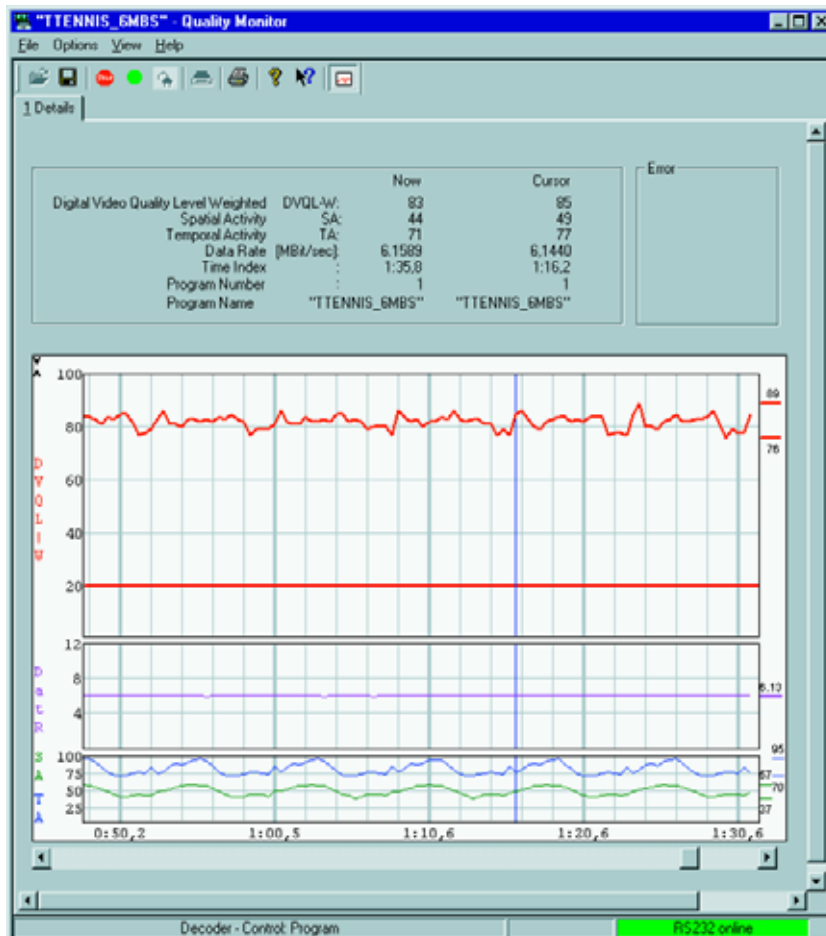 "TTENNIS_6MBS" - Quality Monitor
File Options View Help
1 Details
Now Cursor Error
Digital Video Quality Level Weighted DVQL-W: 83 85
Spatial Activity SA: 44 49
Temporal Activity TA: 71 77
Data Rate [MBit/sec]: 6.1589 6.1440
Time Index : 1:35,8 1:16,2
Program Number : 1 1
Program Name "TTENNIS_6MBS" "TTENNIS_6MBS"
DVQL-W
100
80
60
40
20
89
76
DatR
12
8
4
6.13
SA TA
100
75
50
25
95
67
70
37
0:50,2 1:00,5 1:10,6 1:20,6 1:30,6
Decoder - Control: Program RS232 online